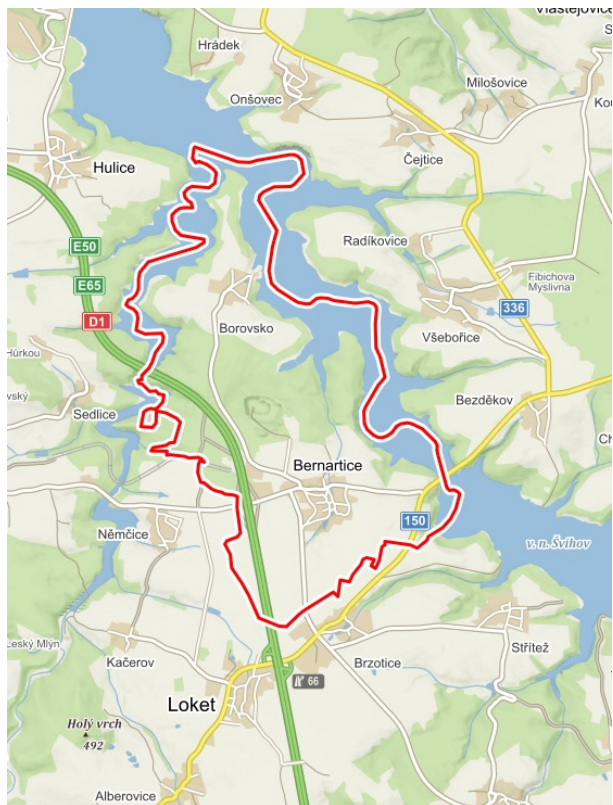 Vlastějovice
Hrádek
Onšovec
Milošovice
Čejtice
Hulice
Radíkovice
E50
E65
Fibichova
Myslivna
336
D1
Borovsko
Všebořice
Hůrkou
Bezděkov
Sedlice
Bernartice
150
Němčice
v. n. Švihov
Střítež
Kačerov
Brzotice
66
Loket
Holý vrch
492
Alberovice